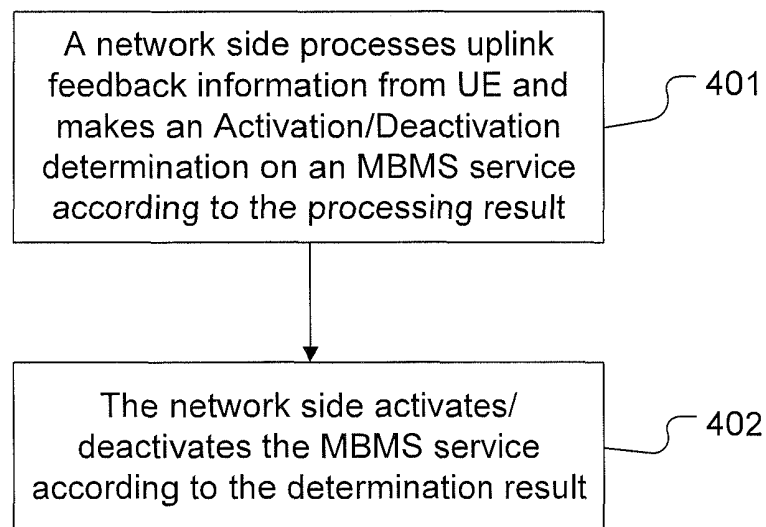 A network side processes uplink
feedback information from UE and
makes an Activation/Deactivation
determination on an MBMS service
according to the processing result
401
The network side activates/
deactivates the MBMS service
according to the determination result
402